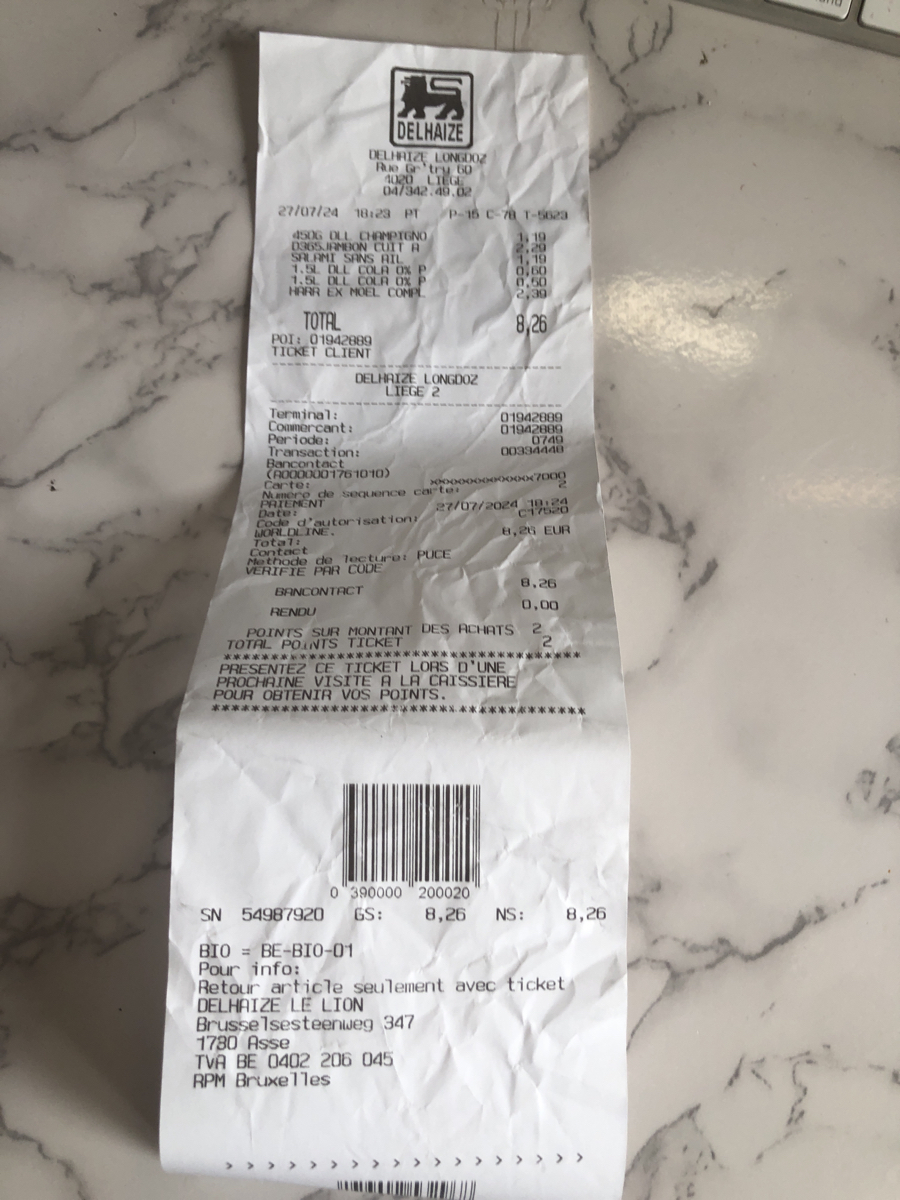 DELHAIZE
DELHAIZE LONGDOZ
Rue Gr'try 60
4020 LIEGE
04/342.49.02
27/07/24 18:23 PT P-15 C-78 T-5623
450G DLL CHAMPIGNO 1,19
D365JAMBON CUIT A 2,29
SALAMI SANS AIL 1,19
1.5L DLL COLA 0% P 0,60
1.5L DLL COLA 0% P 0,60
HARR EX MOEL COMPL 2,39
TOTAL 8,26
POI: 01942889
TICKET CLIENT
DELHAIZE LONGDOZ
LIEGE 2
Terminal: 01942889
Commercant: 01942889
Periode: 0749
Transaction: 00334448
Bancontact
(A0000001761010)
Carte: xxxxxxxxxxxxx7000
Numero de sequence carte: 2
PAIEMENT
Date: 27/07/2024 18:24
Code d'autorisation: C17520
WORLDLINE.
Total: 8,26 EUR
Contact
Methode de lecture: PUCE
VERIFIE PAR CODE
BANCONTACT 8,26
RENDU 0,00
POINTS SUR MONTANT DES ACHATS 2
TOTAL POINTS TICKET 2
****************************************
PRESENTEZ CE TICKET LORS D'UNE
PROCHAINE VISITE A LA CAISSIERE
POUR OBTENIR VOS POINTS.
****************************************
0 390000 200020
SN 54987920 GS: 8,26 NS: 8,26
BIO = BE-BIO-01
Pour info:
Retour article seulement avec ticket
DELHAIZE LE LION
Brusselsesteenweg 347
1730 Asse
TVA BE 0402 206 045
RPM Bruxelles
> > > > > > > > > > > > > > > > >